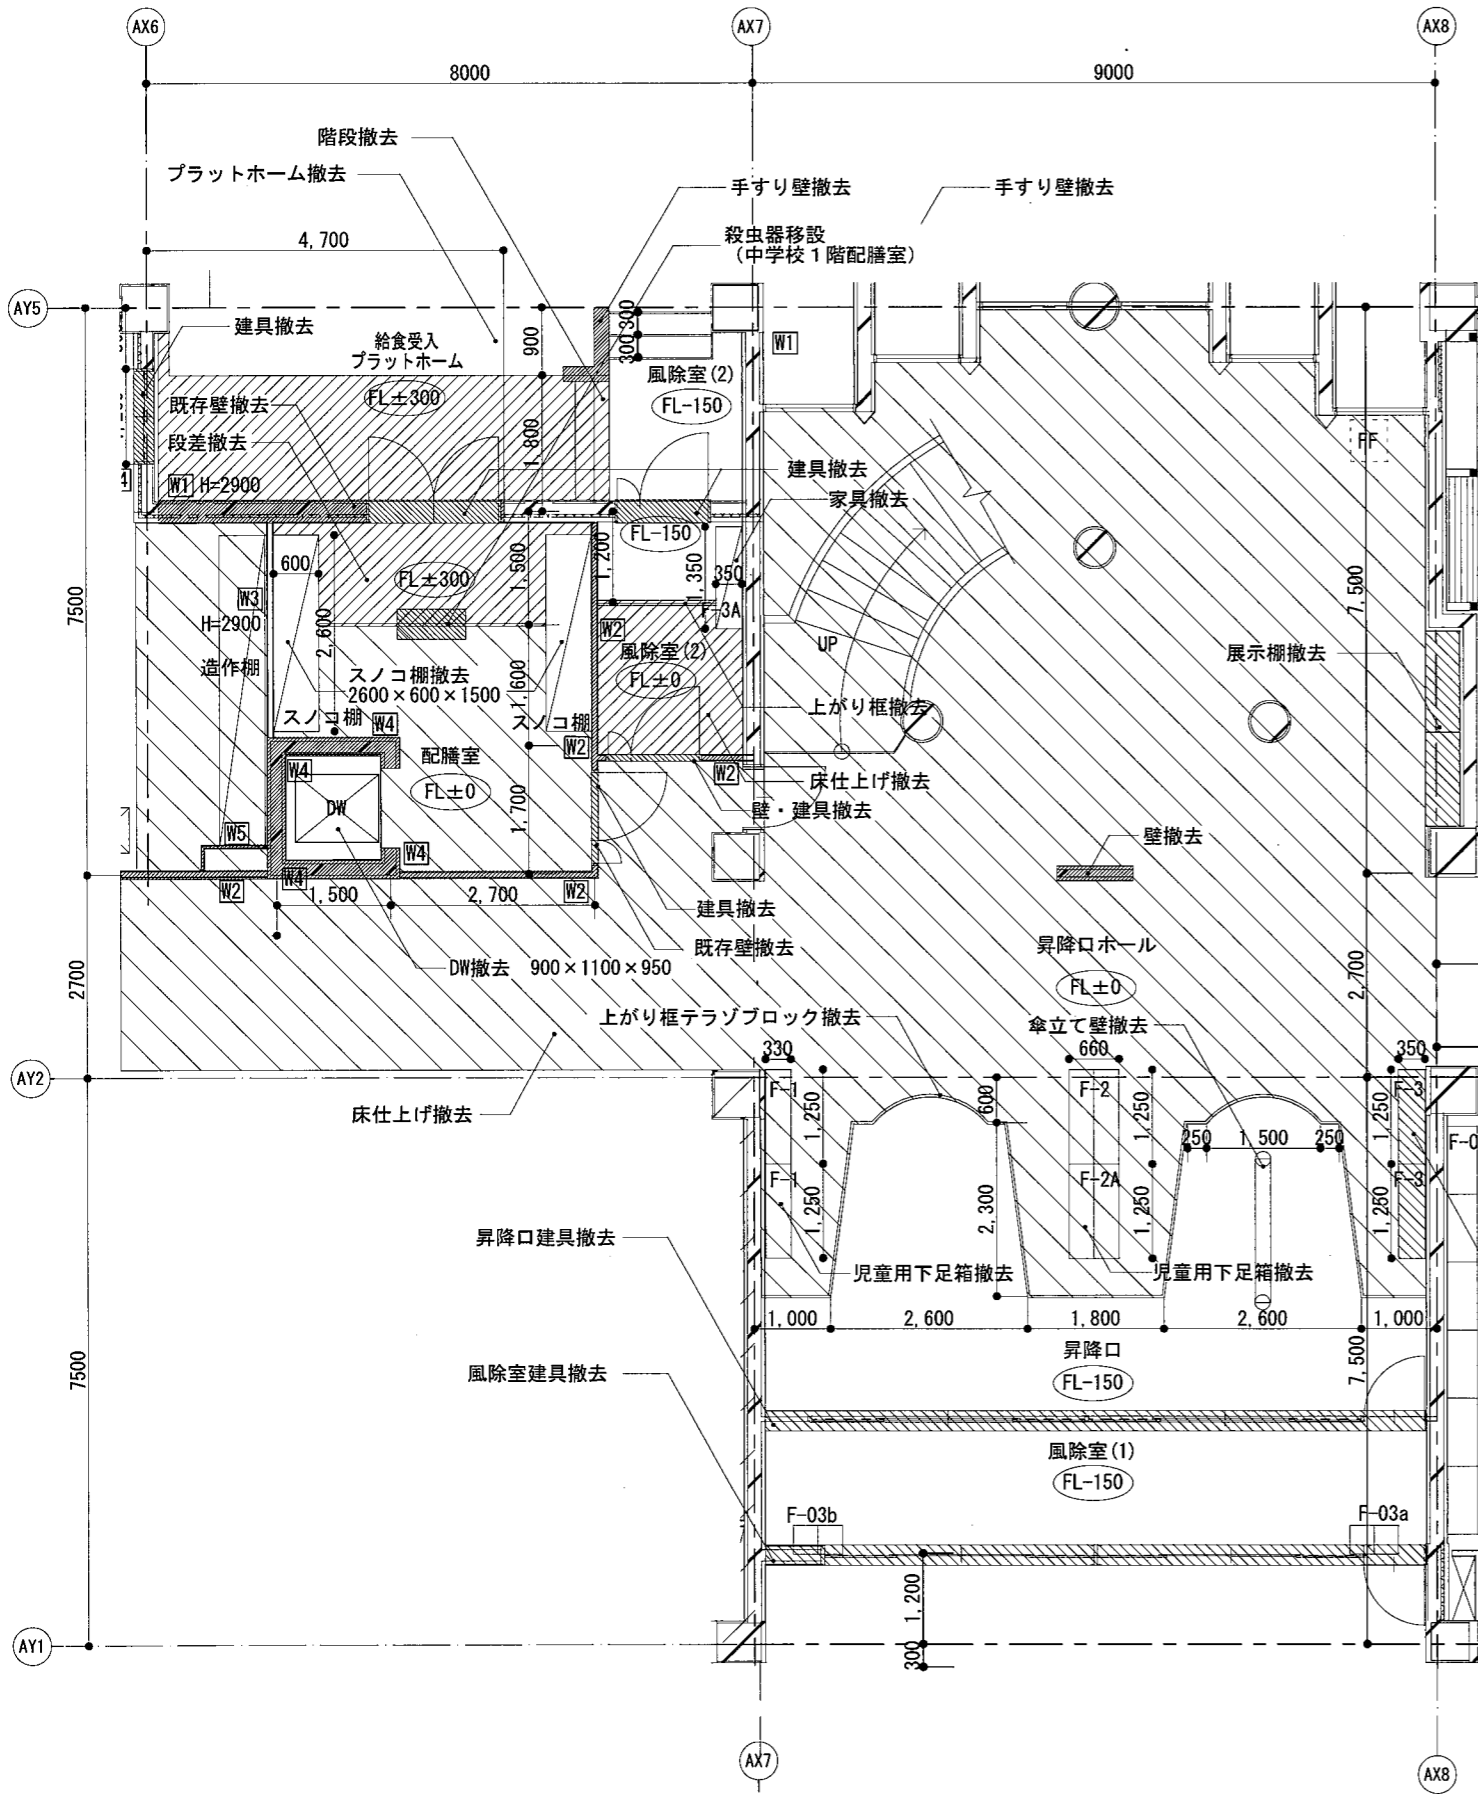 AX6
AX7
AX8
8000
9000
階段撤去
プラットホーム撤去
手すり壁撤去
手すり壁撤去
殺虫器移設
(中学校1階配膳室)
4,700
AY5
建具撤去
給食受入
プラットホーム
FL±300
900
300
300
W1
風除室(2)
FL-150
既存壁撤去
段差撤去
1,800
FF
W1 H=2900
建具撤去
家具撤去
FL-150
600
FL±300
1,500
1,200
1,350
350
7500
7,500
W3
H=2900
2,600
F-3A
W2
造作棚
スノコ棚撤去
2600×600×1500
1,600
風除室(2)
FL±0
UP
展示棚撤去
スノコ棚
W4
スノコ棚
W2
上がり框撤去
配膳室
FL±0
W4
DW
W2
床仕上げ撤去
壁・建具撤去
1,700
W5
W4
壁撤去
W2
W4
1,500
2,700
W2
建具撤去
既存壁撤去
昇降口ホール
FL±0
DW撤去 900×1100×950
2700
2,700
上がり框テラゾブロック撤去
傘立て壁撤去
330
660
350
AY2
床仕上げ撤去
F-1
1,250
600
F-2
1,250
250
1,500
250
1,250
F-3
F-1
1,250
2,300
F-2A
1,250
1,250
F-3
昇降口建具撤去
児童用下足箱撤去
児童用下足箱撤去
1,000
2,600
1,800
2,600
1,000
昇降口
FL-150
7500
7,500
風除室建具撤去
風除室(1)
FL-150
F-03b
F-03a
1,200
300
AY1
AX7
AX8